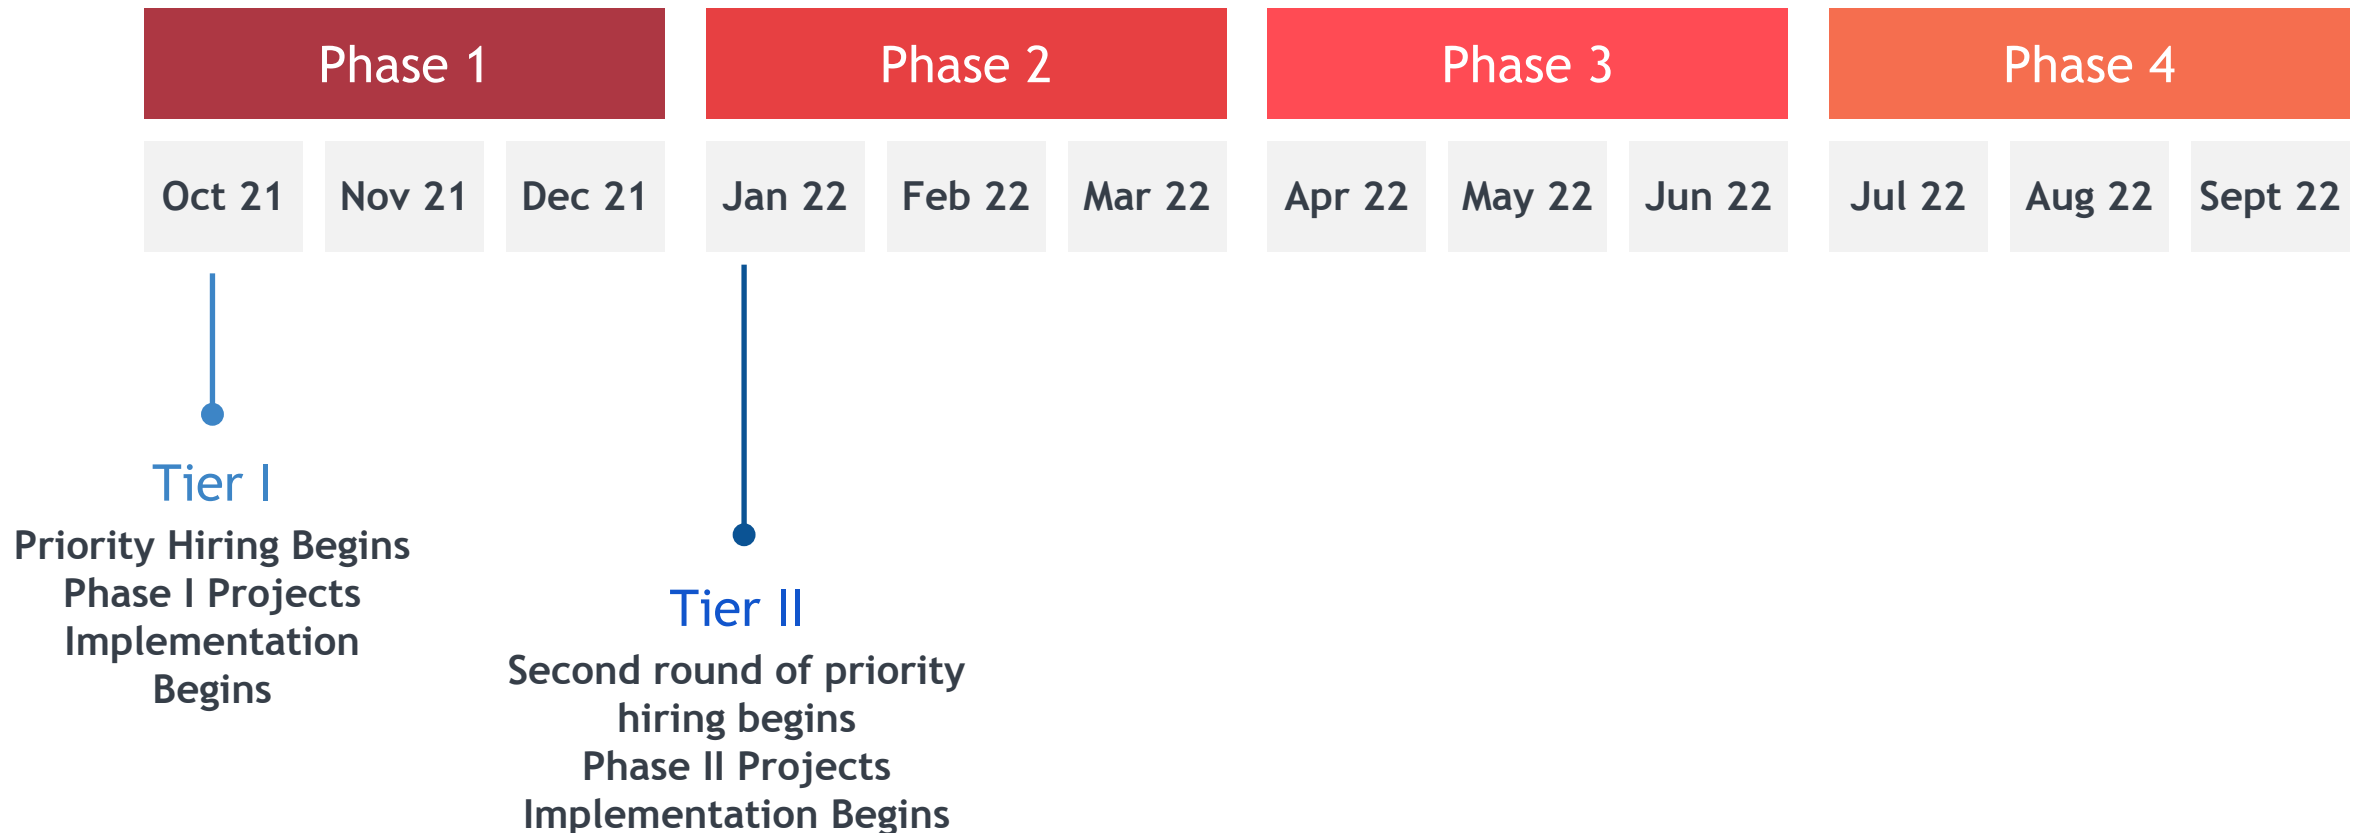 Phase 1
Phase 2
Phase 3
Phase 4
Oct 21
Nov 21
Dec 21
Jan 22
Feb 22
Mar 22
Apr 22
May 22
Jun 22
Jul 22
Aug 22
Sept 22
Tier I
Priority Hiring Begins
Phase I Projects
Implementation
Begins
Tier II
Second round of priority
hiring begins
Phase II Projects
Implementation Begins